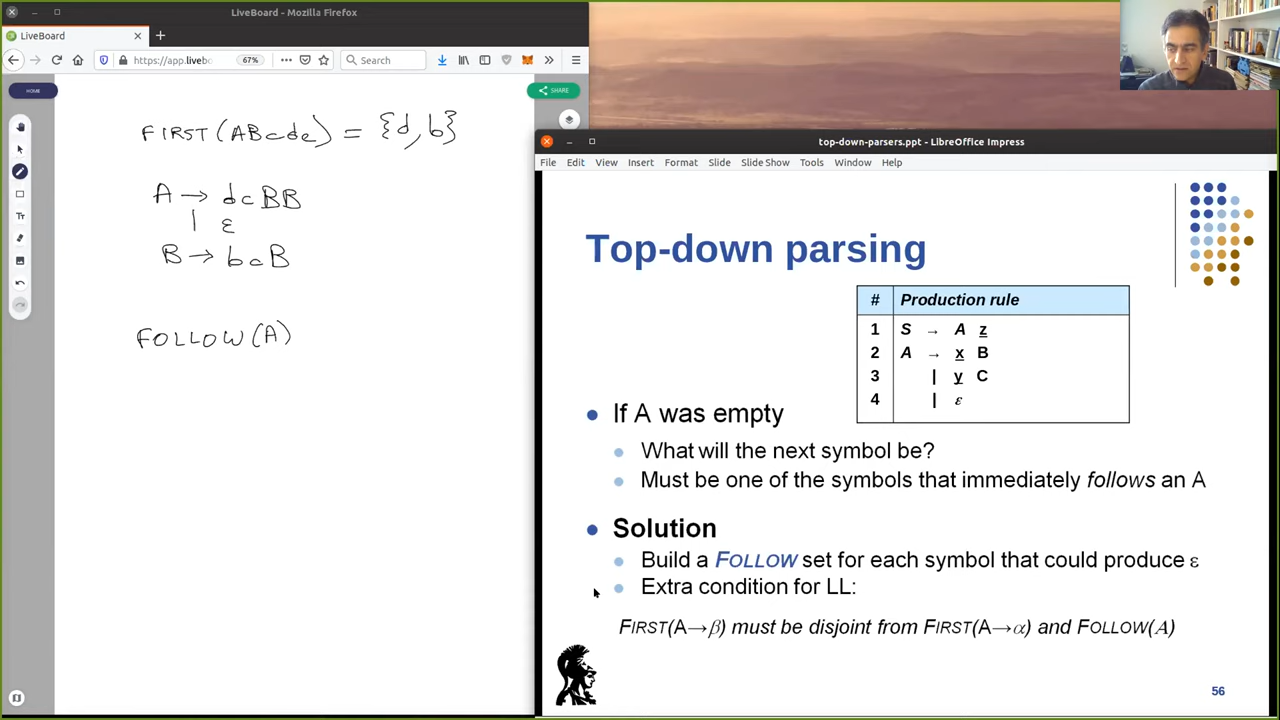 LiveBoard - Mozilla Firefox
LiveBoard
https://app.livebo
67%
Search
HOME
SHARE
FIRST(ABcde) = {d,b}
A → dcBB
| ε
B → bcB
FOLLOW(A)
top-down-parsers.ppt - LibreOffice Impress
File Edit View Insert Format Slide Slide Show Tools Window Help
Top-down parsing
# Production rule
1 S → A z
2 A → x B
3 | y C
4 | ε
If A was empty
What will the next symbol be?
Must be one of the symbols that immediately follows an A
Solution
Build a FOLLOW set for each symbol that could produce ε
Extra condition for LL:
FIRST(A→β) must be disjoint from FIRST(A→α) and FOLLOW(A)
56